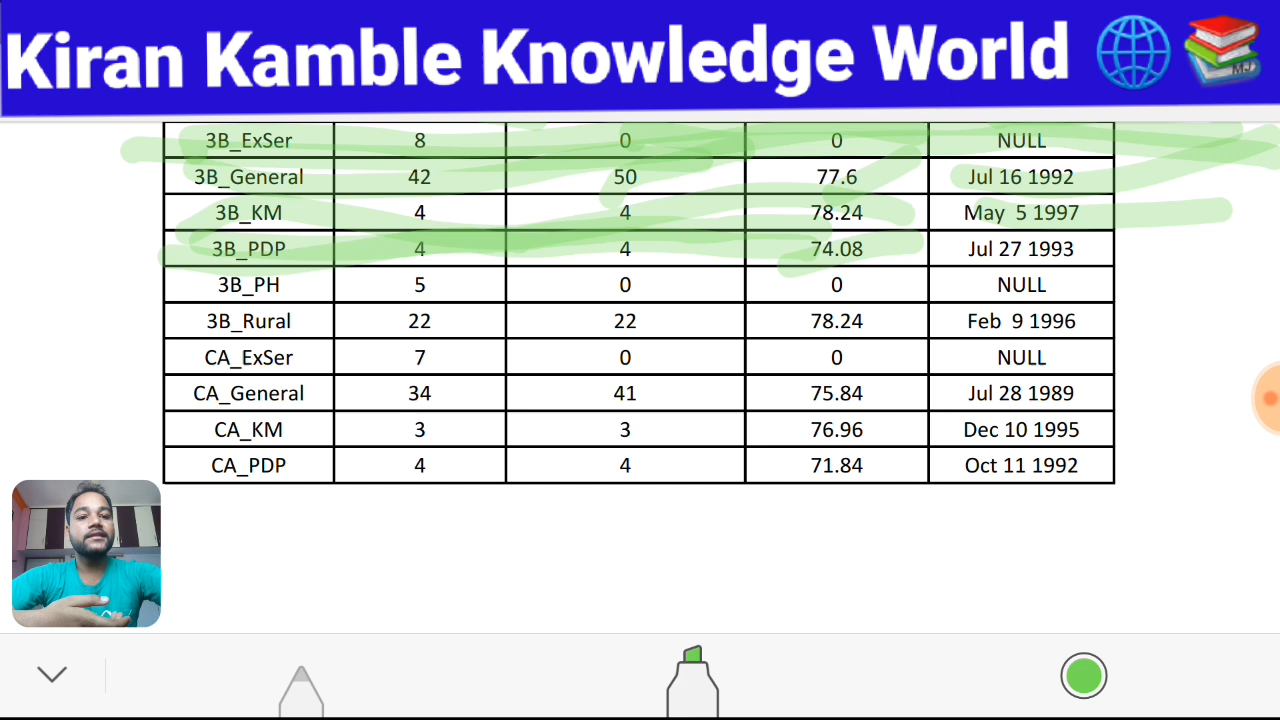 Kiran Kamble Knowledge World
MJ
3B_ExSer 8 0 0 NULL
3B_General 42 50 77.6 Jul 16 1992
3B_KM 4 4 78.24 May 5 1997
3B_PDP 4 4 74.08 Jul 27 1993
3B_PH 5 0 0 NULL
3B_Rural 22 22 78.24 Feb 9 1996
CA_ExSer 7 0 0 NULL
CA_General 34 41 75.84 Jul 28 1989
CA_KM 3 3 76.96 Dec 10 1995
CA_PDP 4 4 71.84 Oct 11 1992